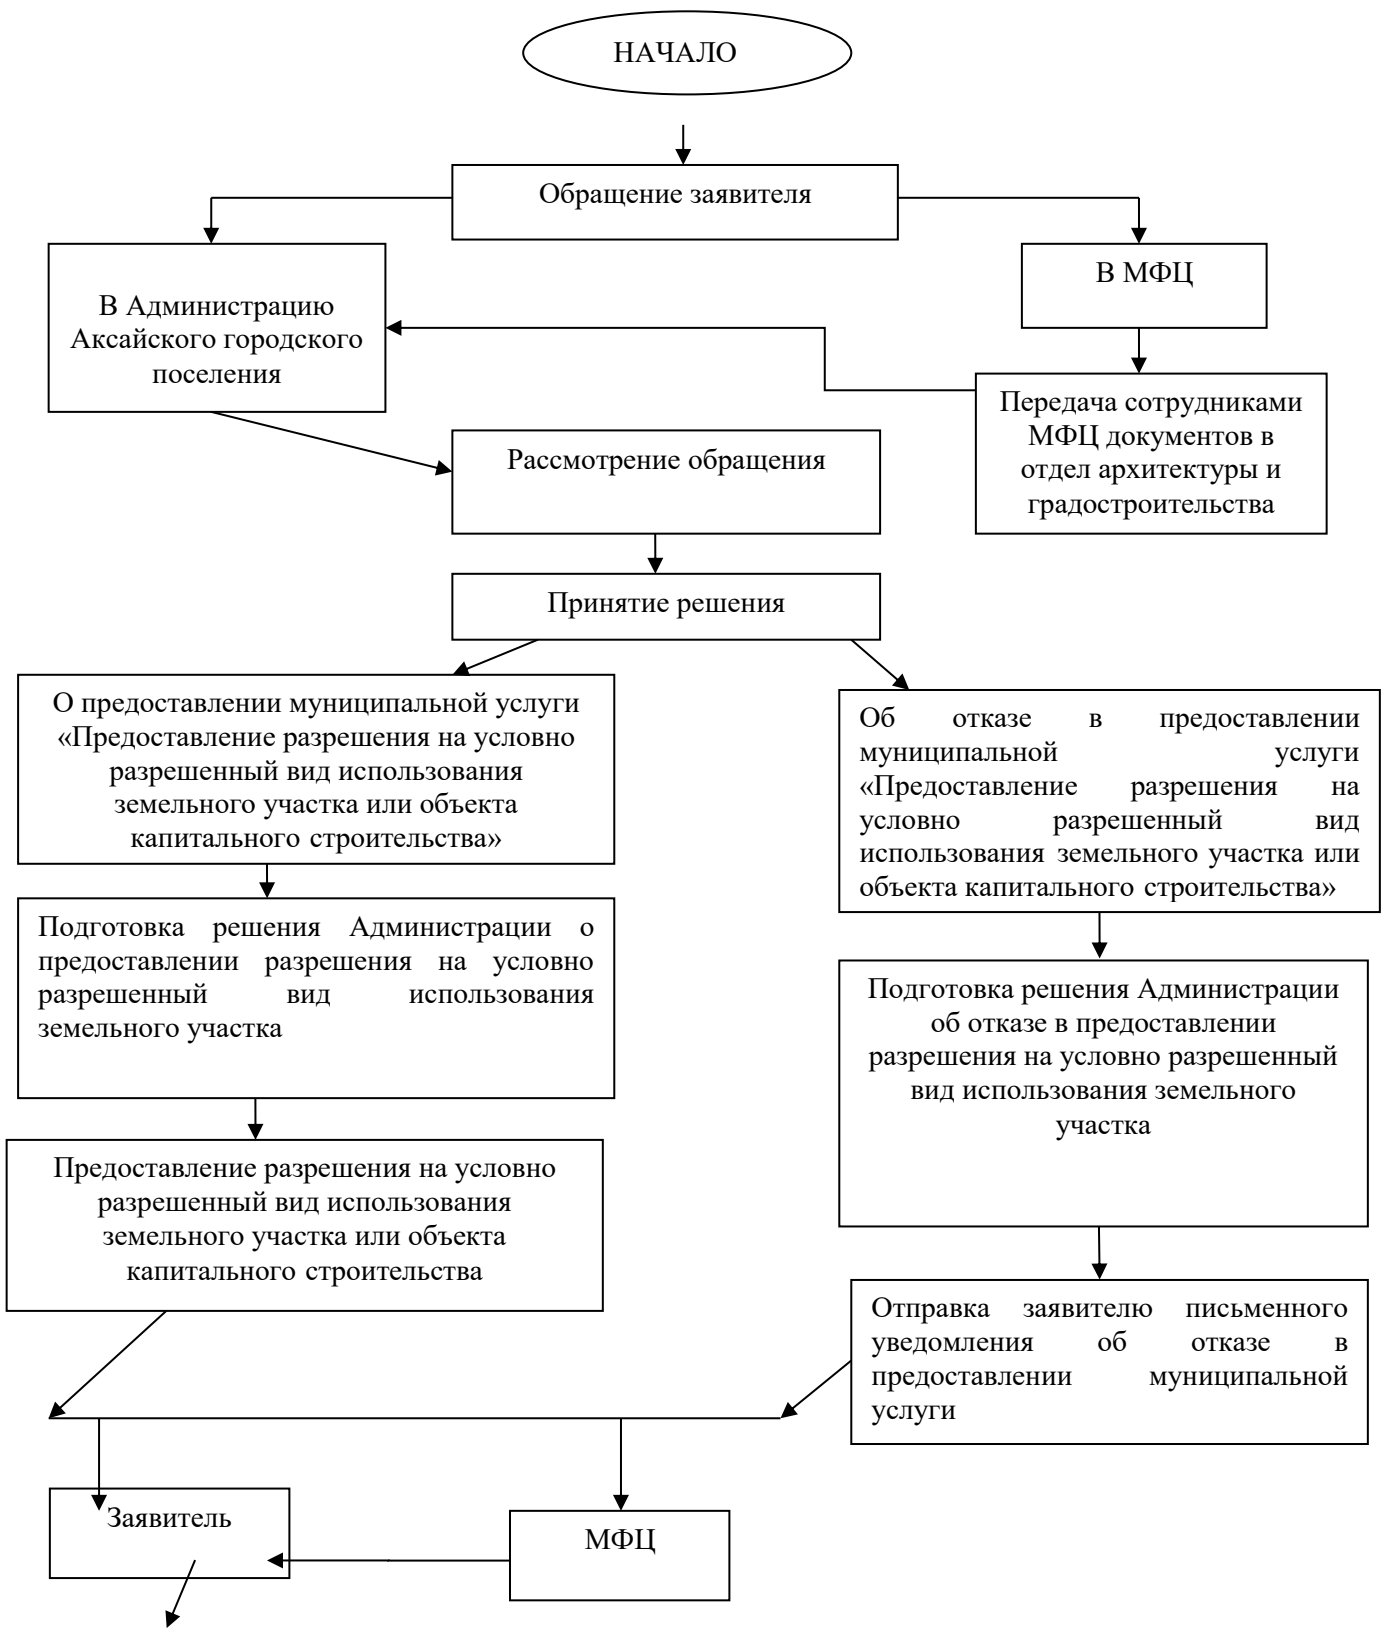 НАЧАЛО
Обращение заявителя
В Администрацию
Аксайского городского
поселения
В МФЦ
Передача сотрудниками
МФЦ документов в
отдел архитектуры и
градостроительства
Рассмотрение обращения
Принятие решения
О предоставлении муниципальной услуги
«Предоставление разрешения на условно
разрешенный вид использования
земельного участка или объекта
капитального строительства»
Об отказе в предоставлении
муниципальной услуги
«Предоставление разрешения на
условно разрешенный вид
использования земельного участка или
объекта капитального строительства»
Подготовка решения Администрации о
предоставлении разрешения на условно
разрешенный вид использования
земельного участка
Подготовка решения Администрации
об отказе в предоставлении
разрешения на условно разрешенный
вид использования земельного
участка
Предоставление разрешения на условно
разрешенный вид использования
земельного участка или объекта
капитального строительства
Отправка заявителю письменного
уведомления об отказе в
предоставлении муниципальной
услуги
Заявитель
МФЦ